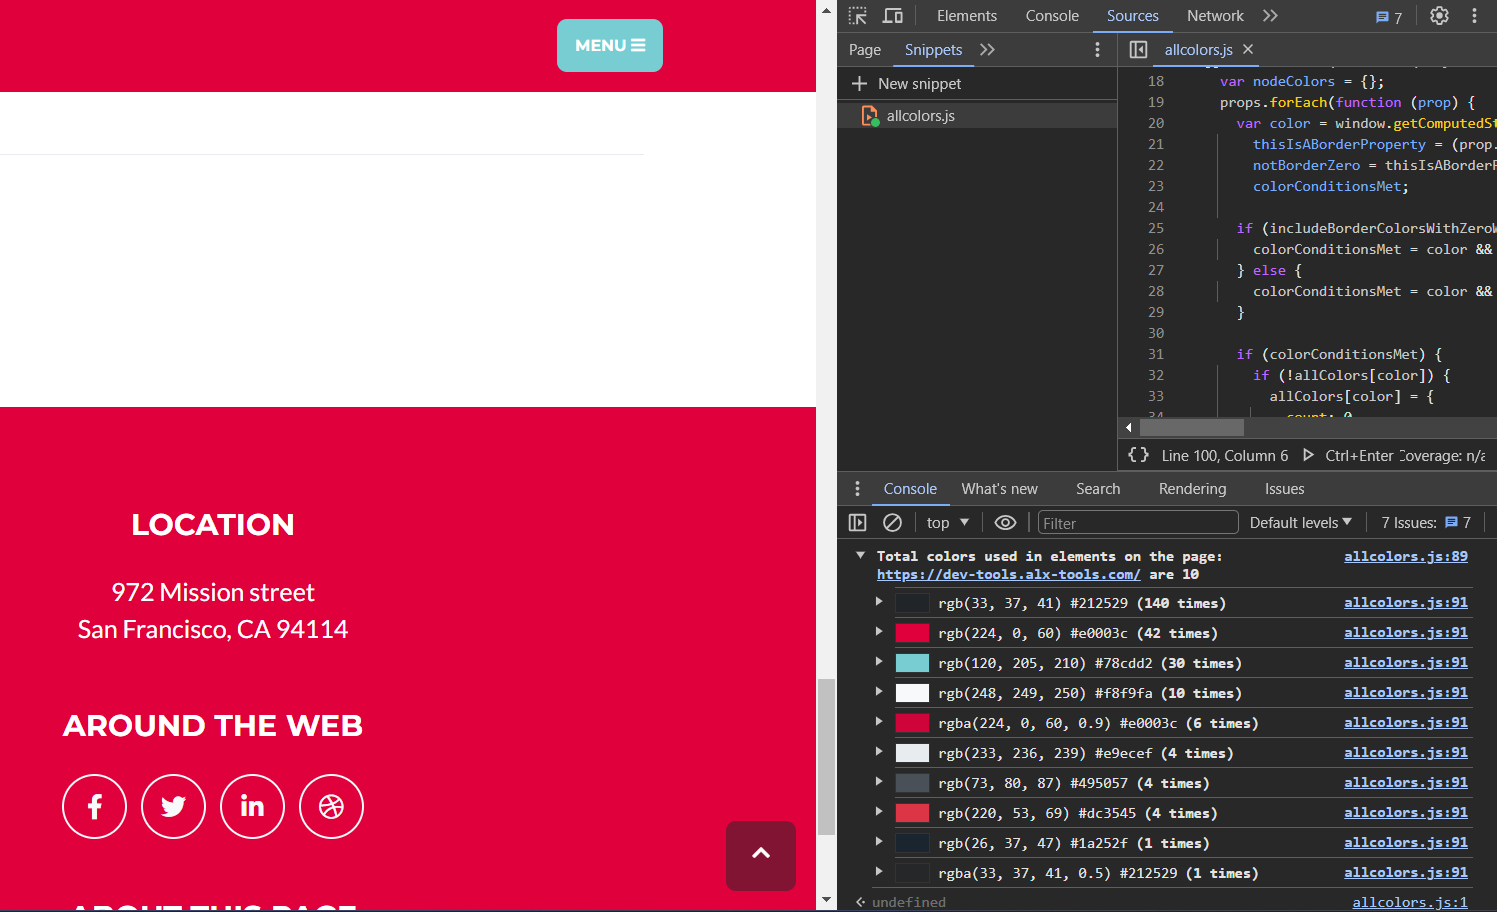 MENU
LOCATION
972 Mission street
San Francisco, CA 94114
AROUND THE WEB
ABOUT THIS PAGE
Elements Console Sources Network 7
Page Snippets
allcolors.js
New snippet
allcolors.js
18 var nodeColors = {};
19 props.forEach(function (prop) {
20 var color = window.getComputedSt
21 thisIsABorderProperty = (prop.
22 notBorderZero = thisIsABorderP
23 colorConditionsMet;
24
25 if (includeBorderColorsWithZeroW
26 colorConditionsMet = color &&
27 } else {
28 colorConditionsMet = color &&
29 }
30
31 if (colorConditionsMet) {
32 if (!allColors[color]) {
33 allColors[color] = {
34 count: 0
{} Line 100, Column 6 Ctrl+Enter Coverage: n/a
Console What's new Search Rendering Issues
top Filter Default levels 7 Issues: 7
Total colors used in elements on the page: allcolors.js:89
https://dev-tools.alx-tools.com/ are 10
rgb(33, 37, 41) #212529 (140 times) allcolors.js:91
rgb(224, 0, 60) #e0003c (42 times) allcolors.js:91
rgb(120, 205, 210) #78cdd2 (30 times) allcolors.js:91
rgb(248, 249, 250) #f8f9fa (10 times) allcolors.js:91
rgba(224, 0, 60, 0.9) #e0003c (6 times) allcolors.js:91
rgb(233, 236, 239) #e9ecef (4 times) allcolors.js:91
rgb(73, 80, 87) #495057 (4 times) allcolors.js:91
rgb(220, 53, 69) #dc3545 (4 times) allcolors.js:91
rgb(26, 37, 47) #1a252f (1 times) allcolors.js:91
rgba(33, 37, 41, 0.5) #212529 (1 times) allcolors.js:91
undefined allcolors.js:1